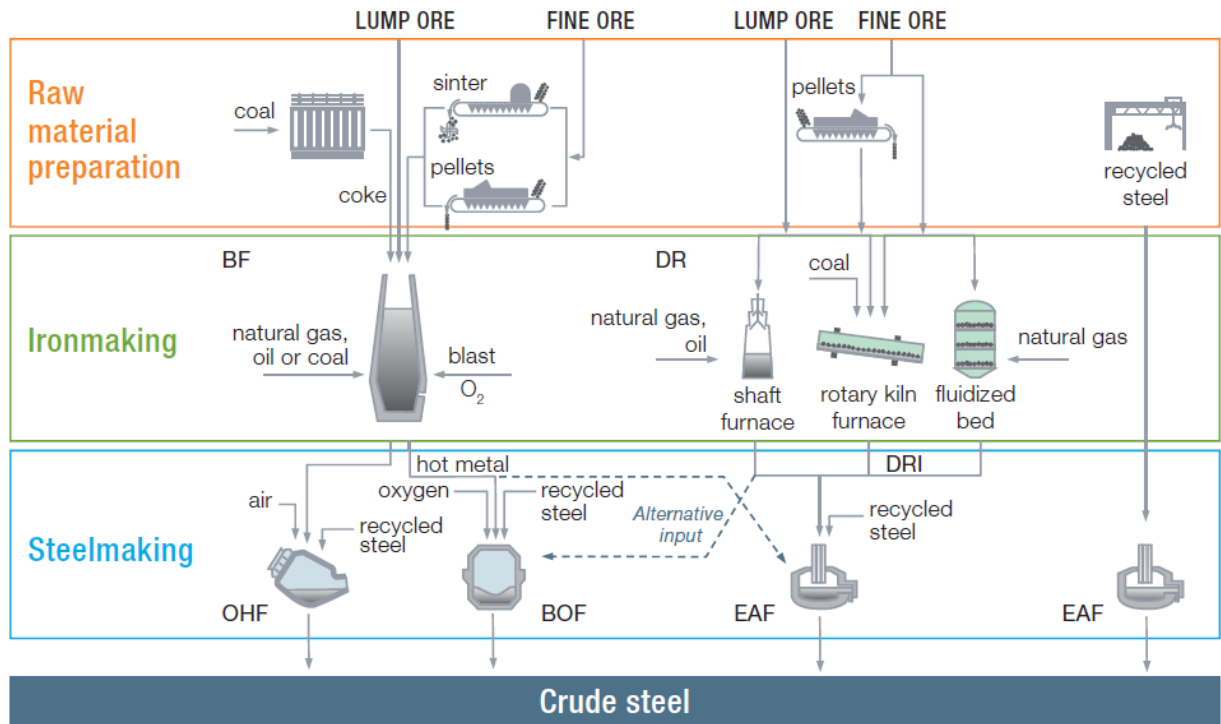 LUMP ORE
FINE ORE
LUMP ORE
FINE ORE
Raw
material
preparation
coal
coke
sinter
pellets
pellets
recycled
steel
Ironmaking
BF
natural gas,
oil or coal
blast
O₂
DR
natural gas,
oil
coal
natural gas
shaft
furnace
rotary kiln
furnace
fluidized
bed
Steelmaking
hot metal
air
recycled
steel
OHF
oxygen
recycled
steel
BOF
Alternative
input
DRI
recycled
steel
EAF
EAF
Crude steel